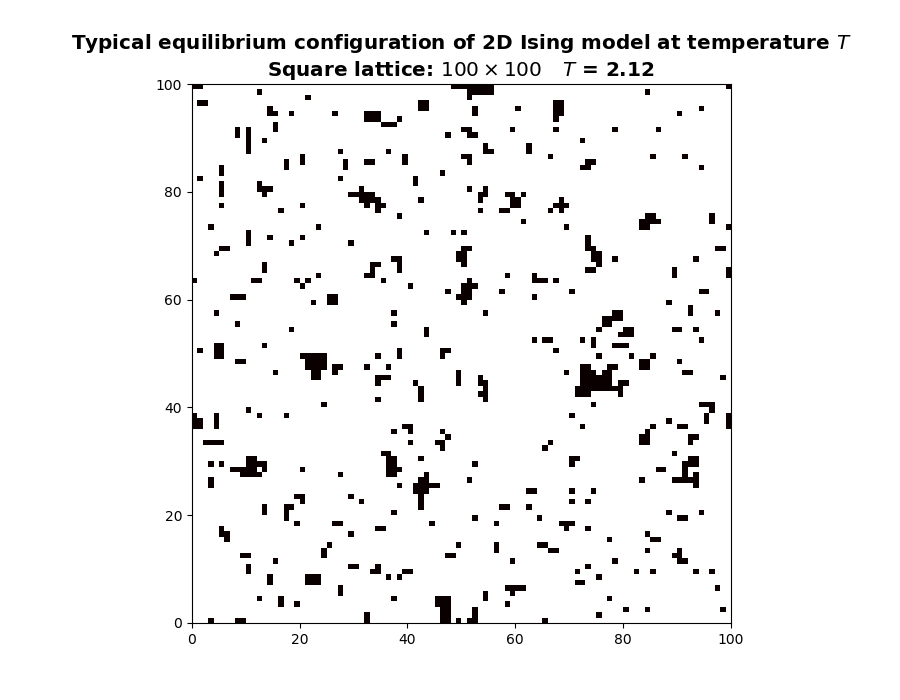 Typical equilibrium configuration of 2D Ising model at temperature T
Square lattice: 100 × 100 T = 2.12
100
80
60
40
20
0
0 20 40 60 80 100